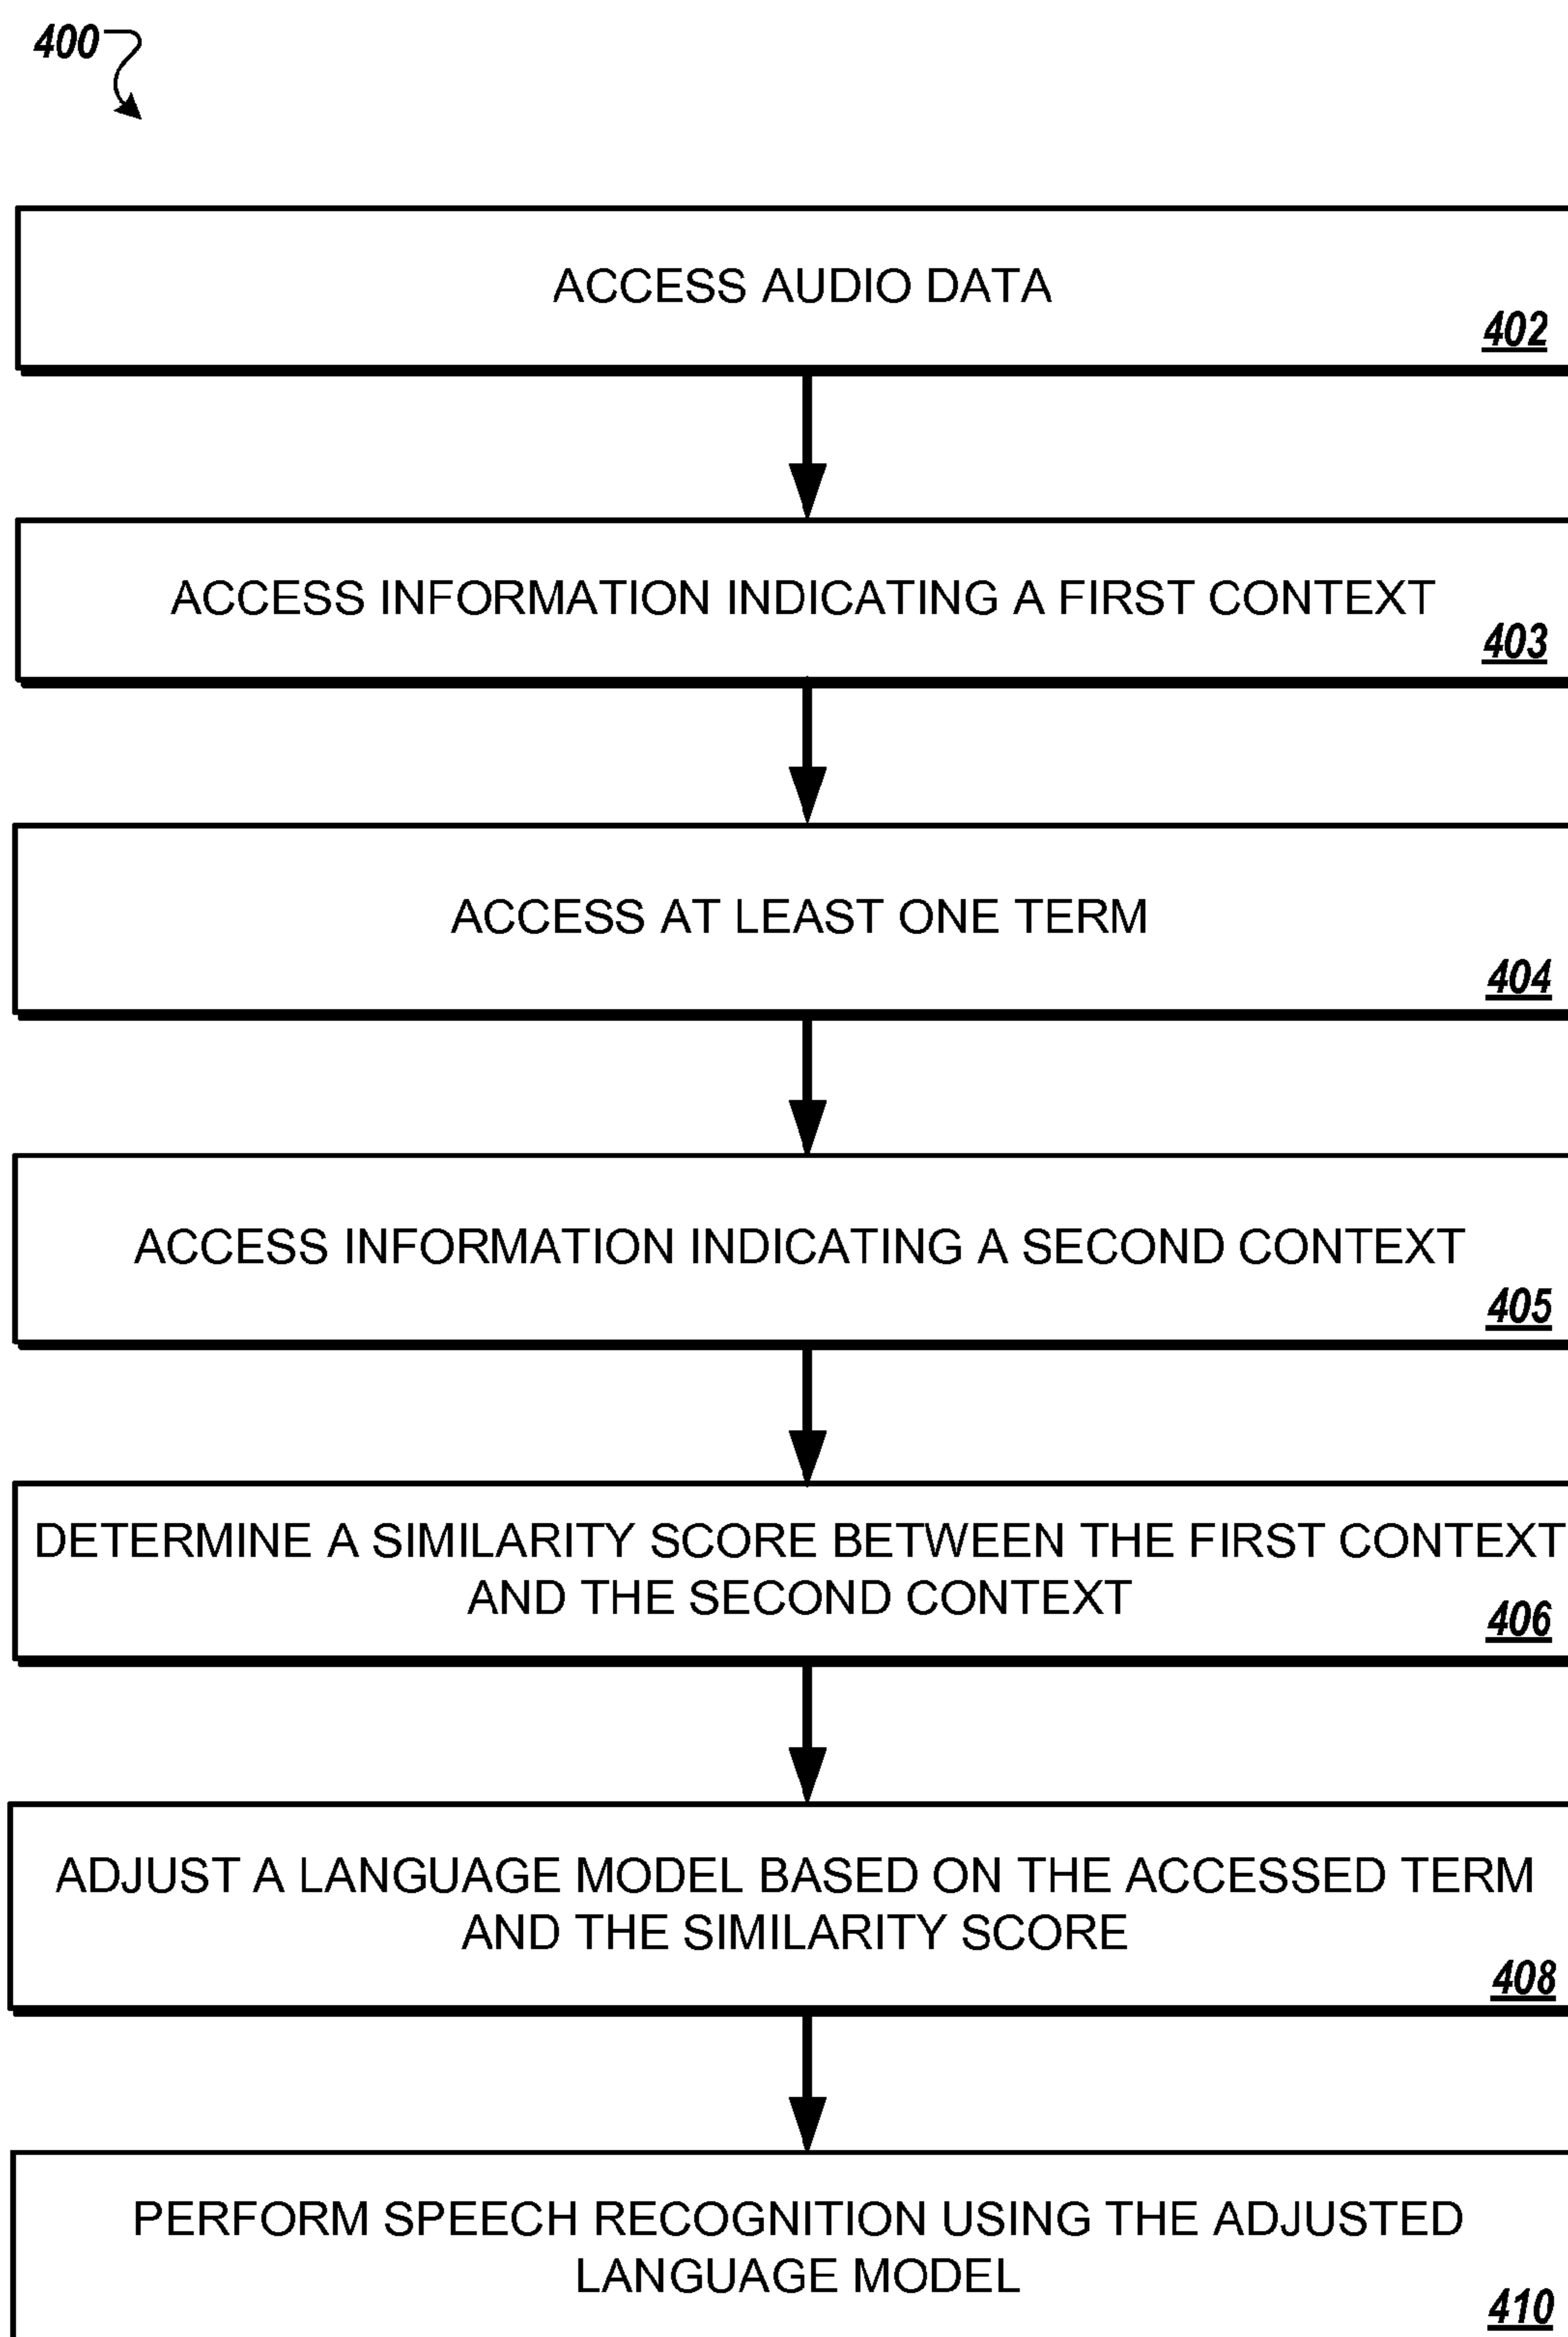 400
ACCESS AUDIO DATA
402
ACCESS INFORMATION INDICATING A FIRST CONTEXT
403
ACCESS AT LEAST ONE TERM
404
ACCESS INFORMATION INDICATING A SECOND CONTEXT
405
DETERMINE A SIMILARITY SCORE BETWEEN THE FIRST CONTEXT
AND THE SECOND CONTEXT
406
ADJUST A LANGUAGE MODEL BASED ON THE ACCESSED TERM
AND THE SIMILARITY SCORE
408
PERFORM SPEECH RECOGNITION USING THE ADJUSTED
LANGUAGE MODEL
410